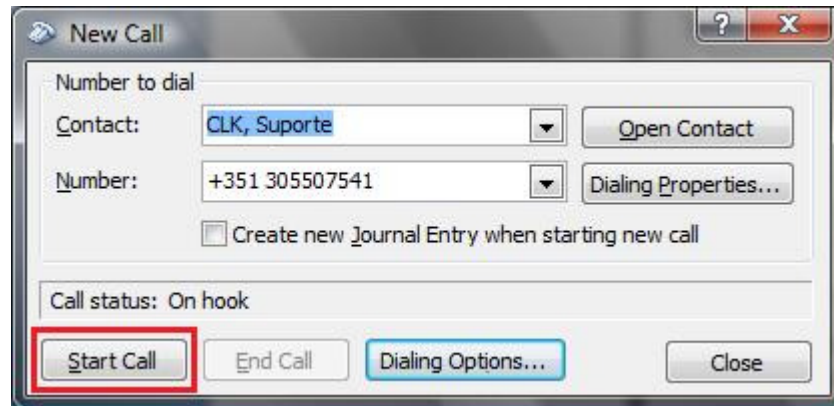 New Call
Number to dial
Contact: CLK, Suporte Open Contact
Number: +351 305507541 Dialing Properties...
Create new Journal Entry when starting new call
Call status: On hook
Start Call End Call Dialing Options... Close